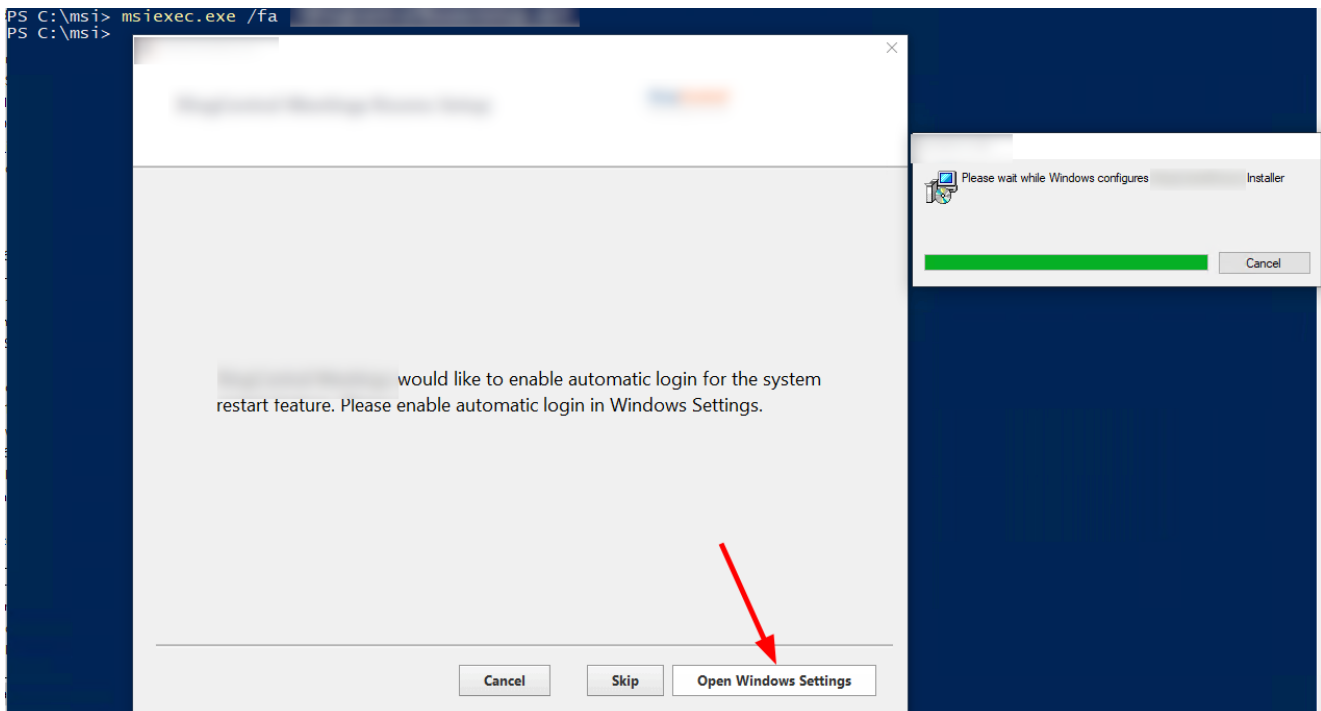 PS C:\msi> msiexec.exe /fa
PS C:\msi>
Please wait while Windows configures Installer
Cancel
would like to enable automatic login for the system
restart feature. Please enable automatic login in Windows Settings.
Cancel Skip Open Windows Settings